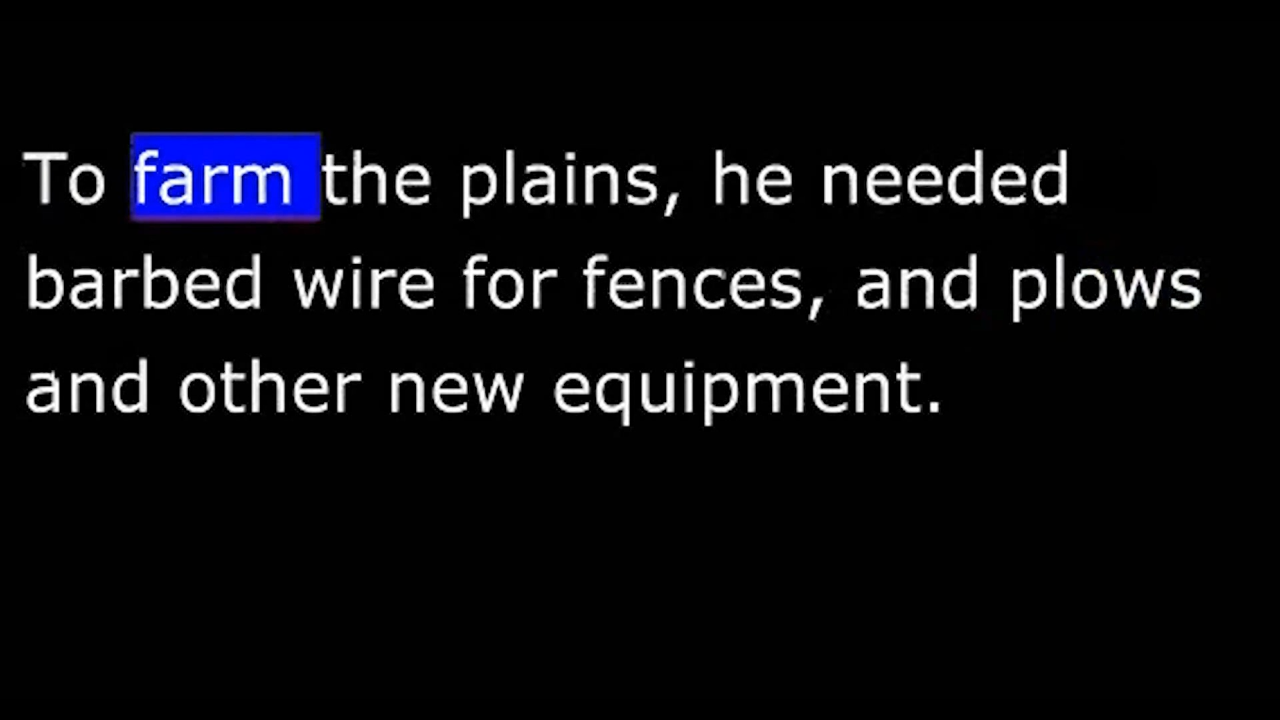 To farm the plains, he needed
barbed wire for fences, and plows
and other new equipment.